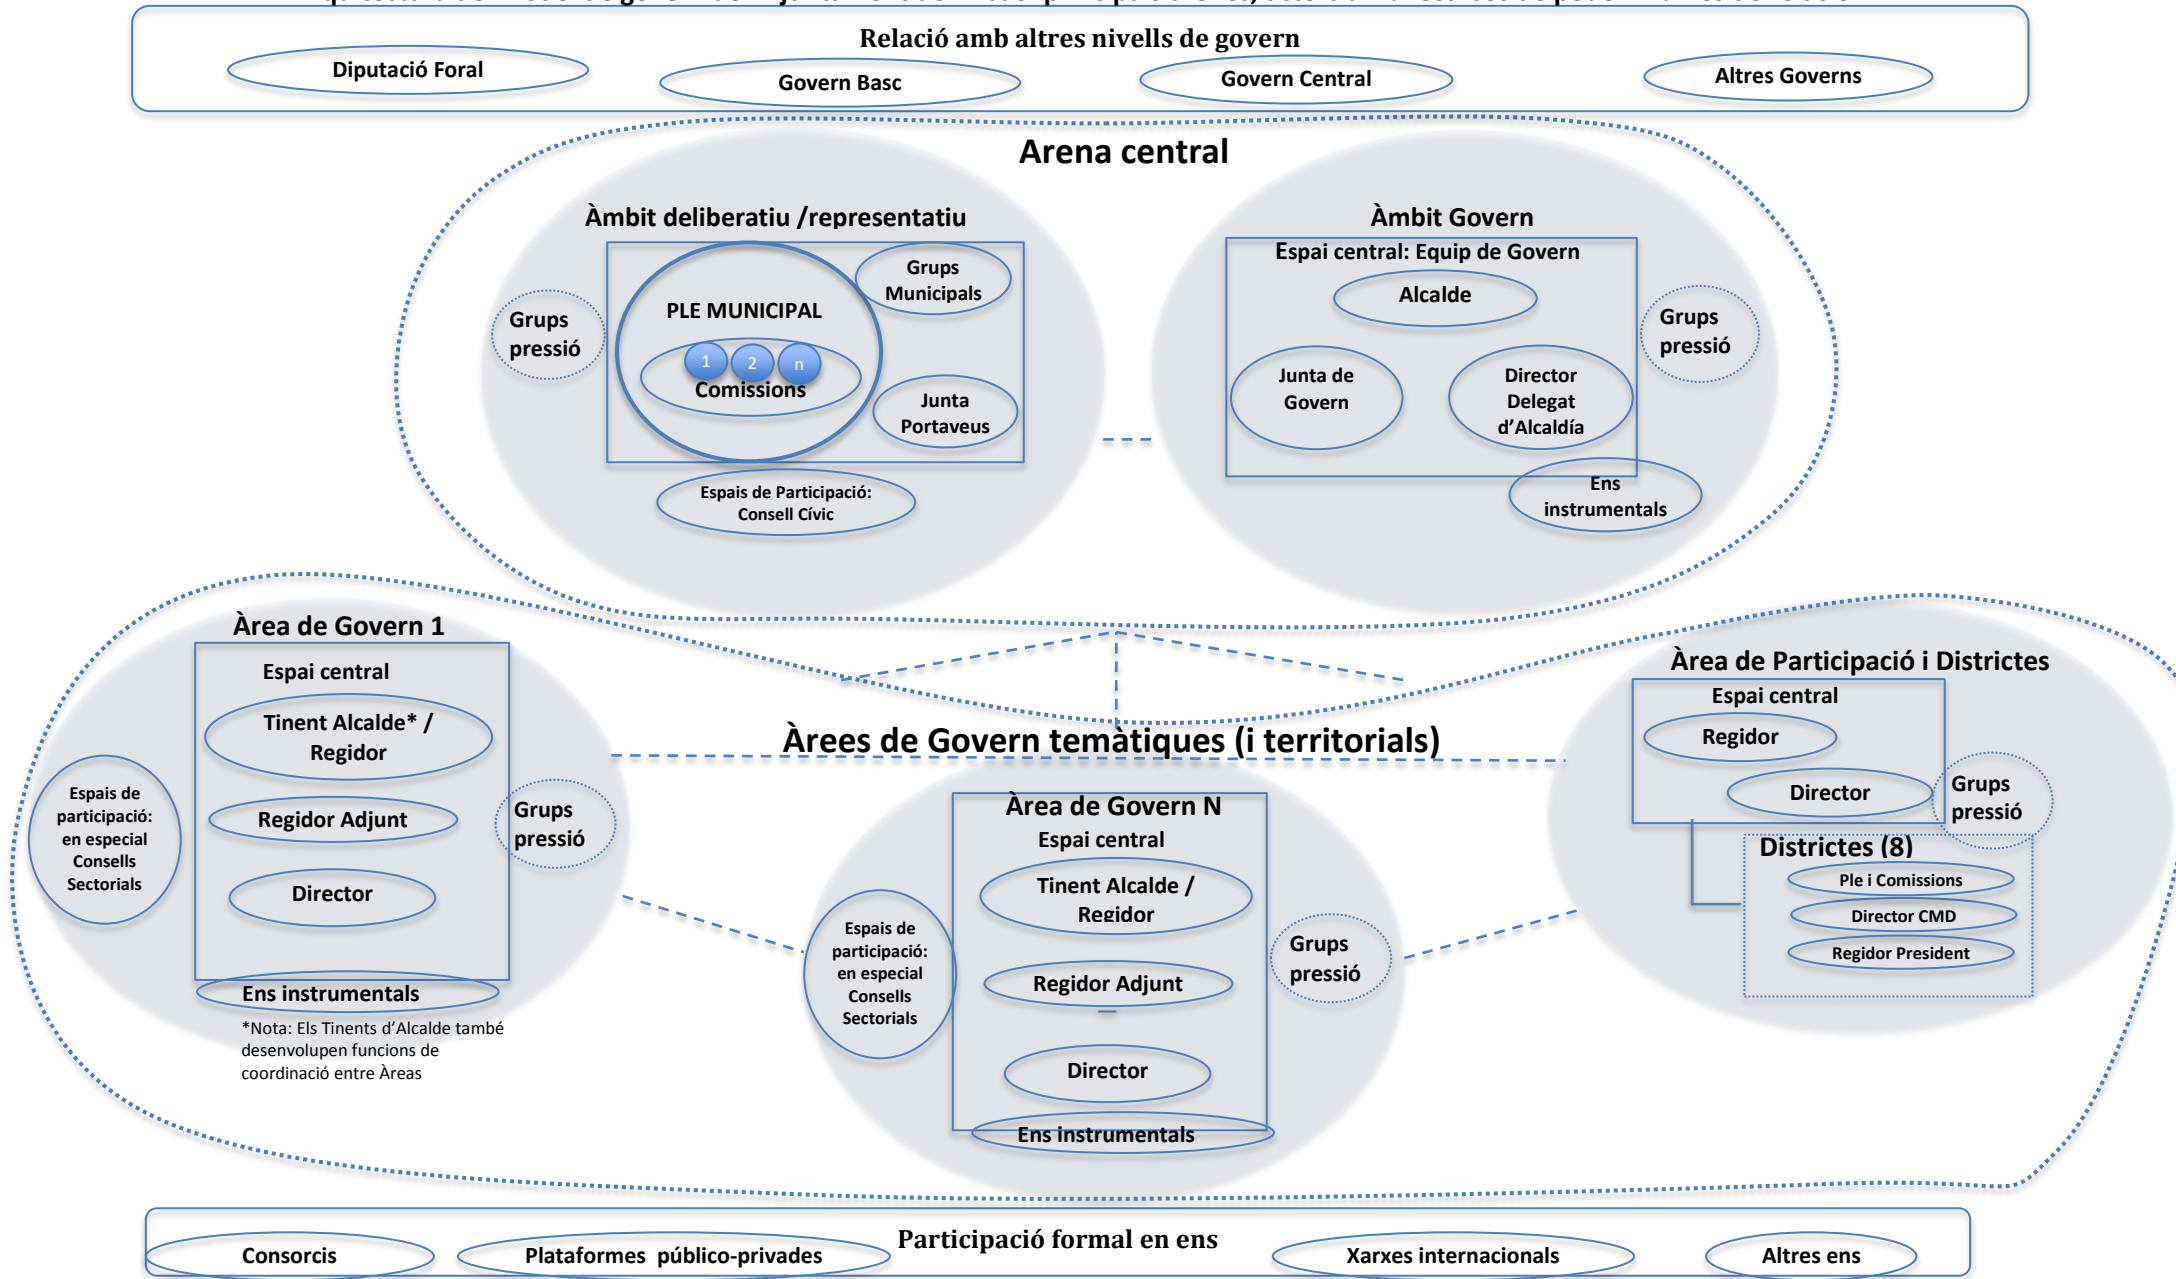 Relació amb altres nivells de govern
Diputació Foral
Govern Basc
Govern Central
Altres Governs
Arena central
Àmbit deliberatiu /representatiu
Grups
Municipals
PLE MUNICIPAL
1 2 n
Comissions
Junta
Portaveus
Grups
pressió
Espais de Participació:
Consell Cívic
Àmbit Govern
Espai central: Equip de Govern
Alcalde
Junta de
Govern
Director
Delegat
d'Alcaldía
Grups
pressió
Ens
instrumentals
Àrees de Govern temàtiques (i territorials)
Àrea de Govern 1
Espai central
Tinent Alcalde* /
Regidor
Regidor Adjunt
Director
Ens instrumentals
Espais de
participació:
en especial
Consells
Sectorials
Grups
pressió
*Nota: Els Tinents d'Alcalde també
desenvolupen funcions de
coordinació entre Àreas
Àrea de Govern N
Espai central
Tinent Alcalde /
Regidor
Regidor Adjunt
Director
Ens instrumentals
Espais de
participació:
en especial
Consells
Sectorials
Grups
pressió
Àrea de Participació i Districtes
Espai central
Regidor
Director
Grups
pressió
Districtes (8)
Ple i Comissions
Director CMD
Regidor President
Participació formal en ens
Consorcis
Plataformes público-privades
Xarxes internacionals
Altres ens